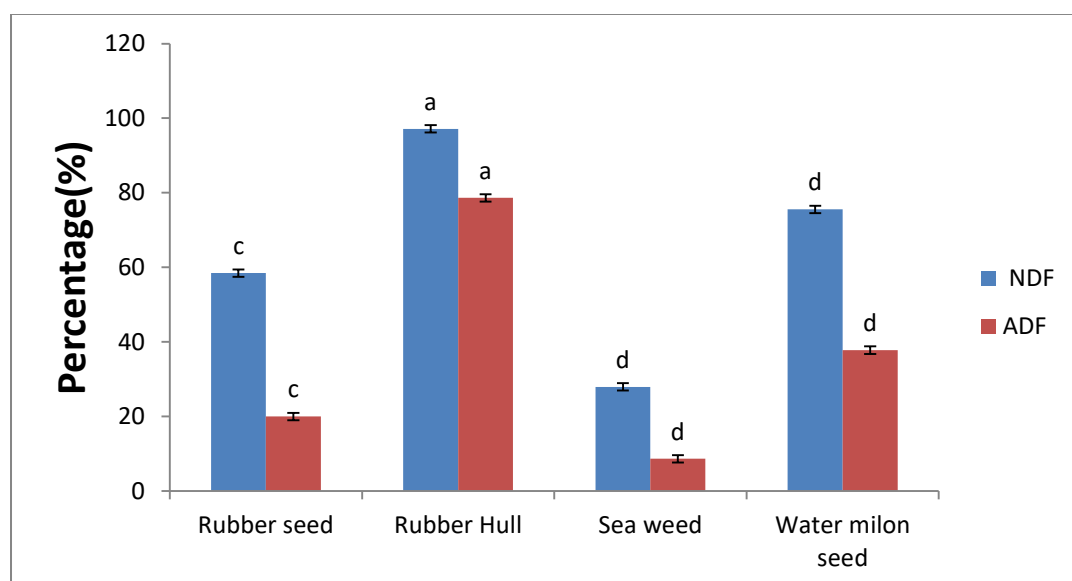 120
100
80
60
40
20
0
Percentage(%)
c
c
a
a
d
d
d
d
Rubber seed
Rubber Hull
Sea weed
Water milon
seed
NDF
ADF